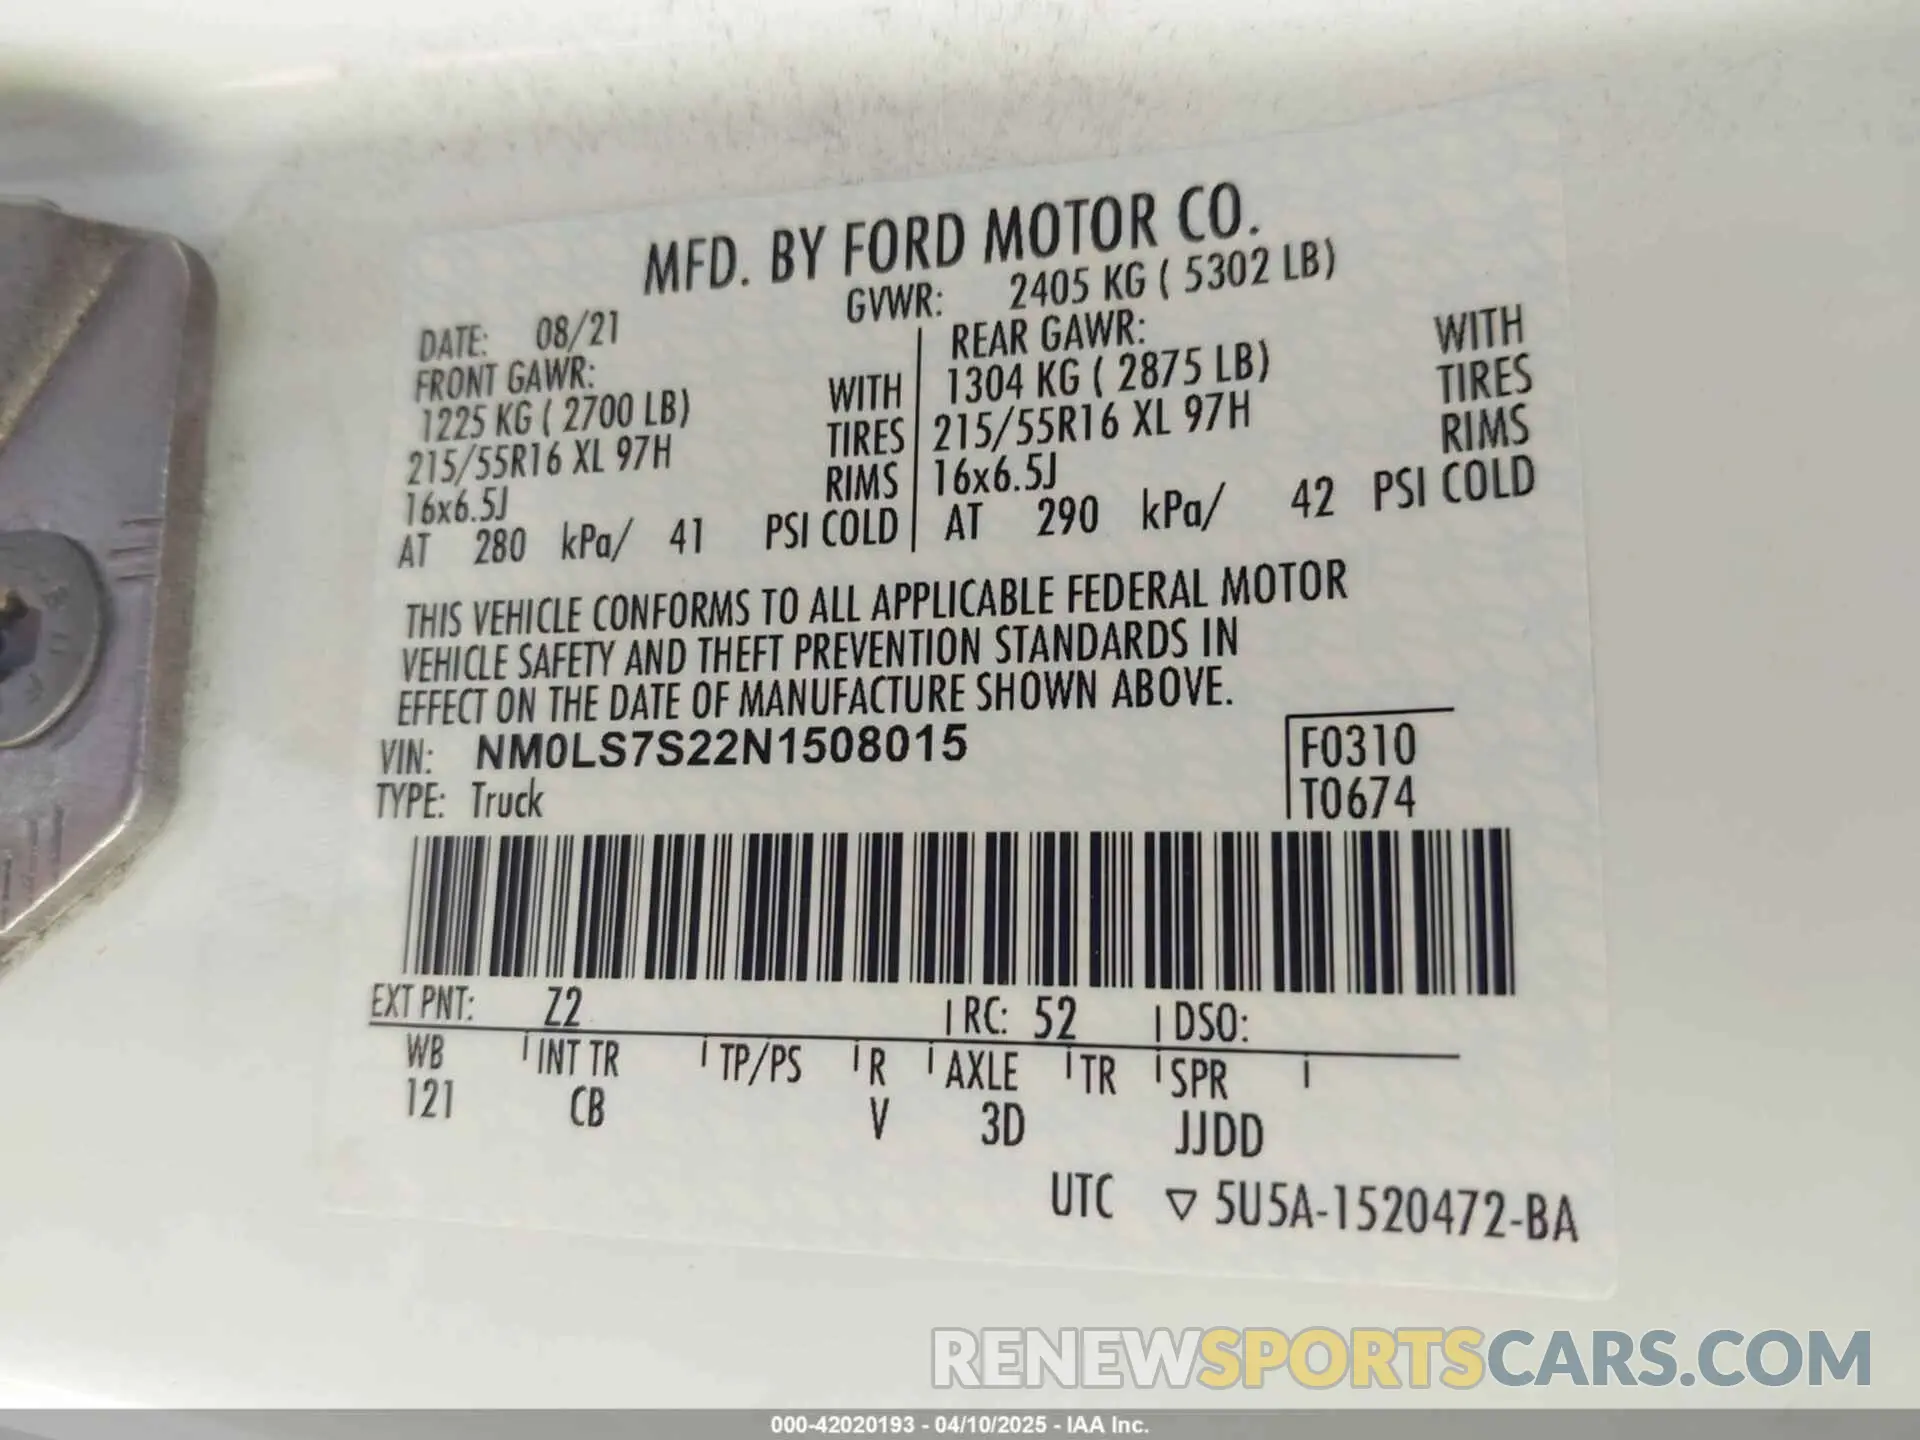 MFD. BY FORD MOTOR CO.
DATE: 08/21 GVWR: 2405 KG ( 5302 LB)
FRONT GAWR: REAR GAWR:
1225 KG ( 2700 LB) WITH 1304 KG ( 2875 LB) WITH
215/55R16 XL 97H TIRES 215/55R16 XL 97H TIRES
16x6.5J RIMS 16x6.5J RIMS
AT 280 kPa/ 41 PSI COLD AT 290 kPa/ 42 PSI COLD
THIS VEHICLE CONFORMS TO ALL APPLICABLE FEDERAL MOTOR
VEHICLE SAFETY AND THEFT PREVENTION STANDARDS IN
EFFECT ON THE DATE OF MANUFACTURE SHOWN ABOVE.
VIN: NM0LS7S22N1508015 F0310
TYPE: Truck T0674
EXT PNT: Z2 RC: 52 DSO:
WB INT TR TP/PS R AXLE TR SPR
121 CB V 3D JJDD
UTC ▽ 5U5A-1520472-BA
RENEWSPORTSCARS.COM
000-42020193 - 04/10/2025 - IAA Inc.